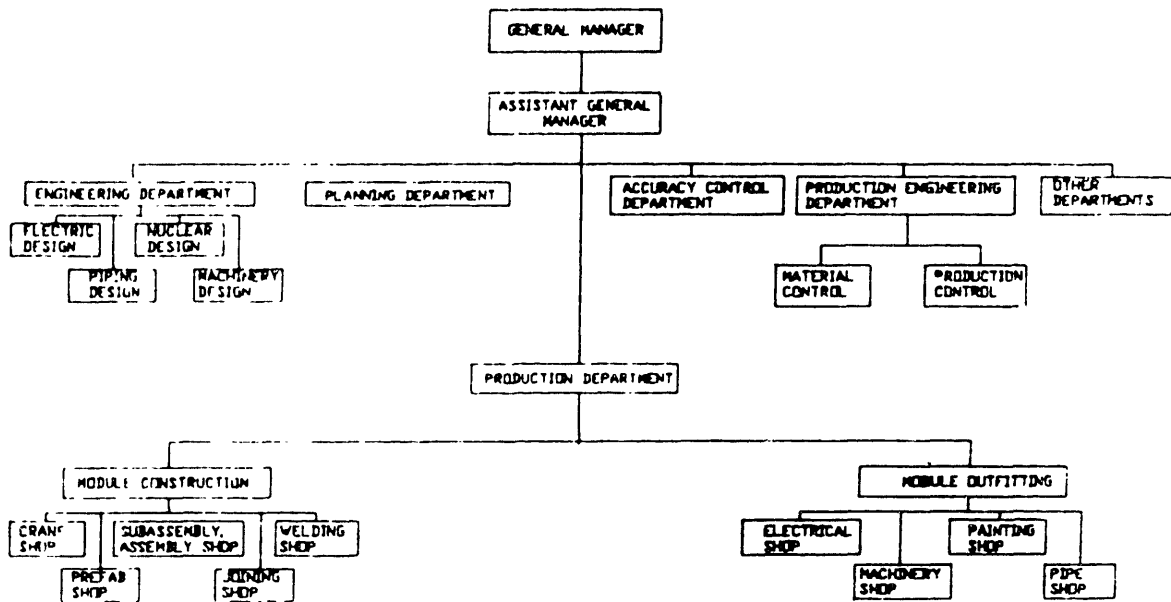 GENERAL MANAGER
ASSISTANT GENERAL
MANAGER
ENGINEERING DEPARTMENT
PLANNING DEPARTMENT
ACCURACY CONTROL
DEPARTMENT
PRODUCTION ENGINEERING
DEPARTMENT
OTHER
DEPARTMENTS
ELECTRIC
DESIGN
NUCLEAR
DESIGN
PIPING
DESIGN
MACHINERY
DESIGN
MATERIAL
CONTROL
PRODUCTION
CONTROL
PRODUCTION DEPARTMENT
MODULE CONSTRUCTION
MODULE OUTFITTING
CRANE
SHOP
SUBASSEMBLY,
ASSEMBLY SHOP
WELDING
SHOP
PREFAB
SHOP
JOINING
SHOP
ELECTRICAL
SHOP
PAINTING
SHOP
MACHINERY
SHOP
PIPE
SHOP